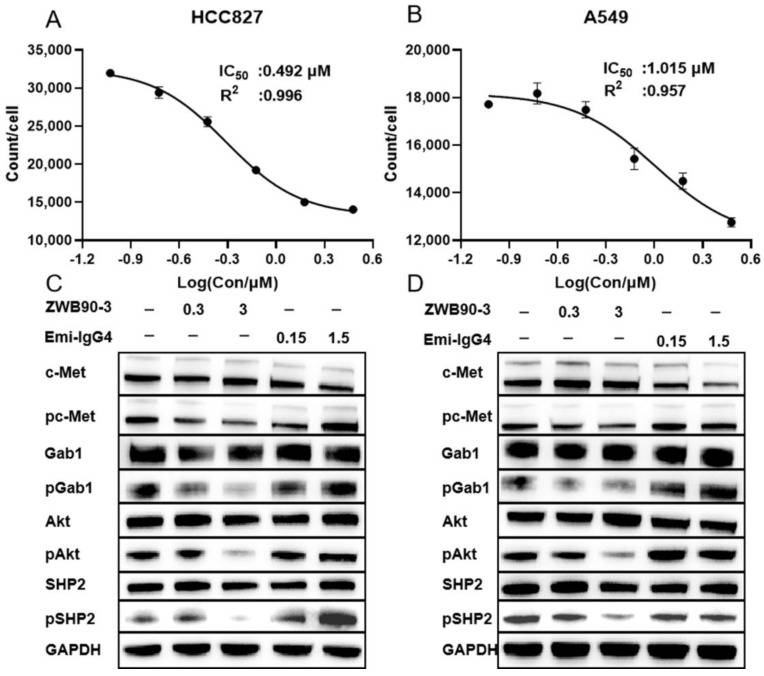 A HCC827
35,000
30,000
25,000
20,000
15,000
10,000
Count/cell
IC50 :0.492 µM
R2 :0.996
-1.2 -0.9 -0.6 -0.3 0.0 0.3 0.6
Log(Con/µM)
B A549
20,000
18,000
16,000
14,000
12,000
Count/cell
IC50 :1.015 µM
R2 :0.957
-1.2 -0.9 -0.6 -0.3 0.0 0.3 0.6
Log(Con/µM)
C
ZWB90-3 – 0.3 3 – –
Emi-IgG4 – – – 0.15 1.5
c-Met
pc-Met
Gab1
pGab1
Akt
pAkt
SHP2
pSHP2
GAPDH
D
ZWB90-3 – 0.3 3 – –
Emi-IgG4 – – – 0.15 1.5
c-Met
pc-Met
Gab1
pGab1
Akt
pAkt
SHP2
pSHP2
GAPDH